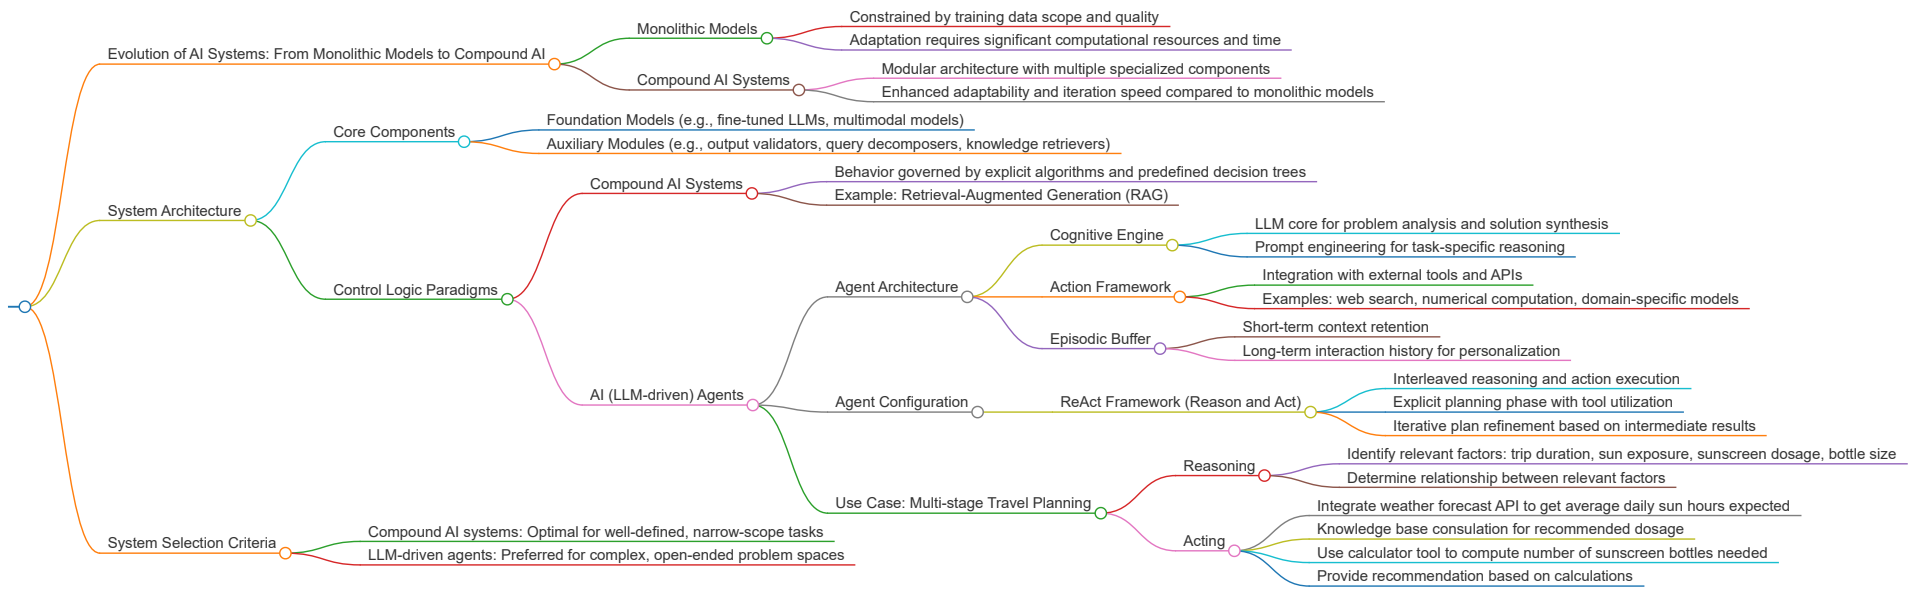 Evolution of AI Systems: From Monolithic Models to Compound AI
Monolithic Models
Constrained by training data scope and quality
Adaptation requires significant computational resources and time
Compound AI Systems
Modular architecture with multiple specialized components
Enhanced adaptability and iteration speed compared to monolithic models
System Architecture
Core Components
Foundation Models (e.g., fine-tuned LLMs, multimodal models)
Auxiliary Modules (e.g., output validators, query decomposers, knowledge retrievers)
Control Logic Paradigms
Compound AI Systems
Behavior governed by explicit algorithms and predefined decision trees
Example: Retrieval-Augmented Generation (RAG)
AI (LLM-driven) Agents
Agent Architecture
Cognitive Engine
LLM core for problem analysis and solution synthesis
Prompt engineering for task-specific reasoning
Action Framework
Integration with external tools and APIs
Examples: web search, numerical computation, domain-specific models
Episodic Buffer
Short-term context retention
Long-term interaction history for personalization
Agent Configuration
ReAct Framework (Reason and Act)
Interleaved reasoning and action execution
Explicit planning phase with tool utilization
Iterative plan refinement based on intermediate results
Use Case: Multi-stage Travel Planning
Reasoning
Identify relevant factors: trip duration, sun exposure, sunscreen dosage, bottle size
Determine relationship between relevant factors
Acting
Integrate weather forecast API to get average daily sun hours expected
Knowledge base consulation for recommended dosage
Use calculator tool to compute number of sunscreen bottles needed
Provide recommendation based on calculations
System Selection Criteria
Compound AI systems: Optimal for well-defined, narrow-scope tasks
LLM-driven agents: Preferred for complex, open-ended problem spaces